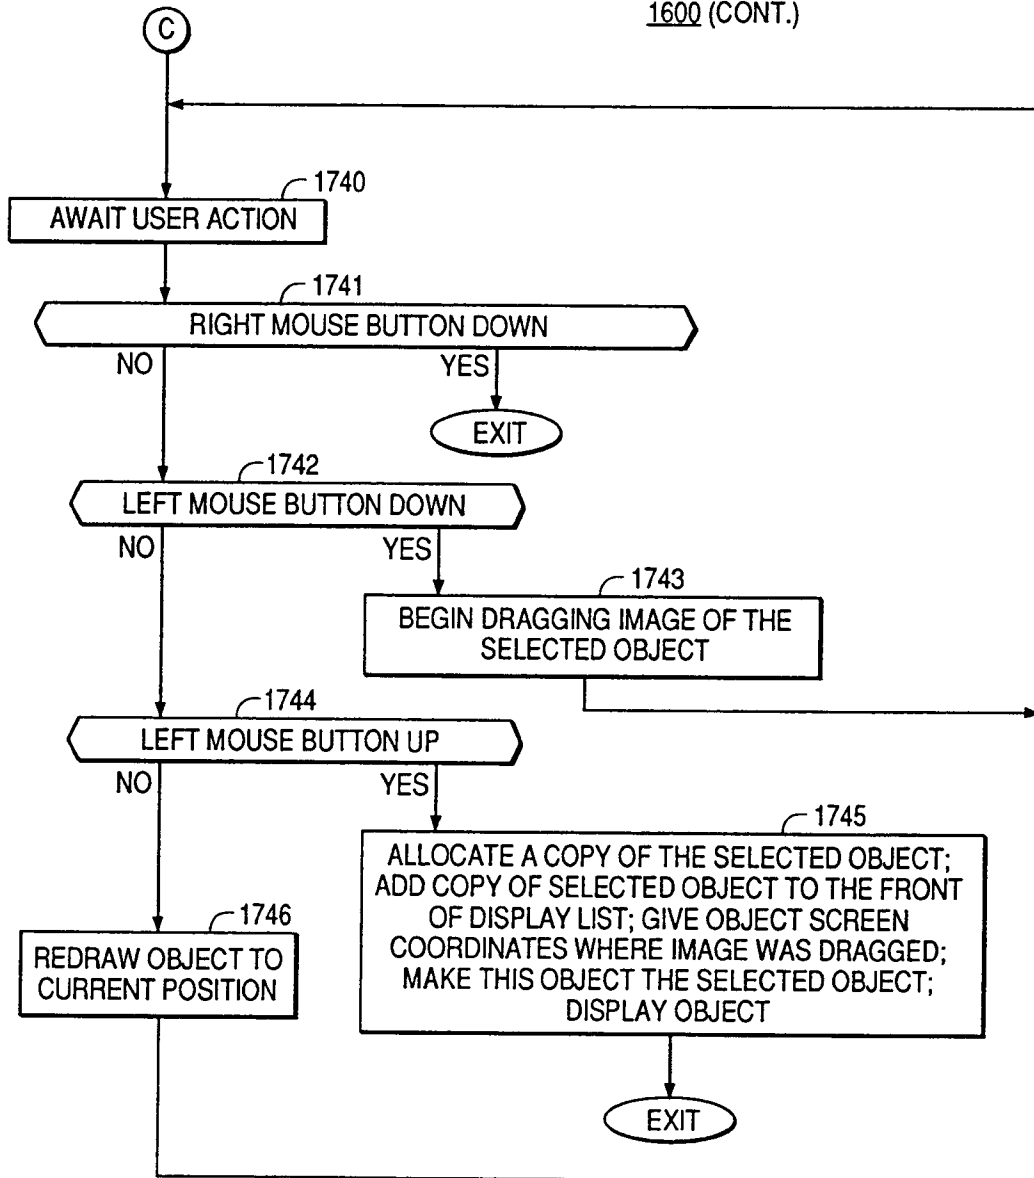 1600 (CONT.)
C
1740
AWAIT USER ACTION
1741
RIGHT MOUSE BUTTON DOWN
NO
YES
EXIT
1742
LEFT MOUSE BUTTON DOWN
NO
YES
1743
BEGIN DRAGGING IMAGE OF THE
SELECTED OBJECT
1744
LEFT MOUSE BUTTON UP
NO
YES
1745
ALLOCATE A COPY OF THE SELECTED OBJECT;
ADD COPY OF SELECTED OBJECT TO THE FRONT
OF DISPLAY LIST; GIVE OBJECT SCREEN
COORDINATES WHERE IMAGE WAS DRAGGED;
MAKE THIS OBJECT THE SELECTED OBJECT;
DISPLAY OBJECT
1746
REDRAW OBJECT TO
CURRENT POSITION
EXIT